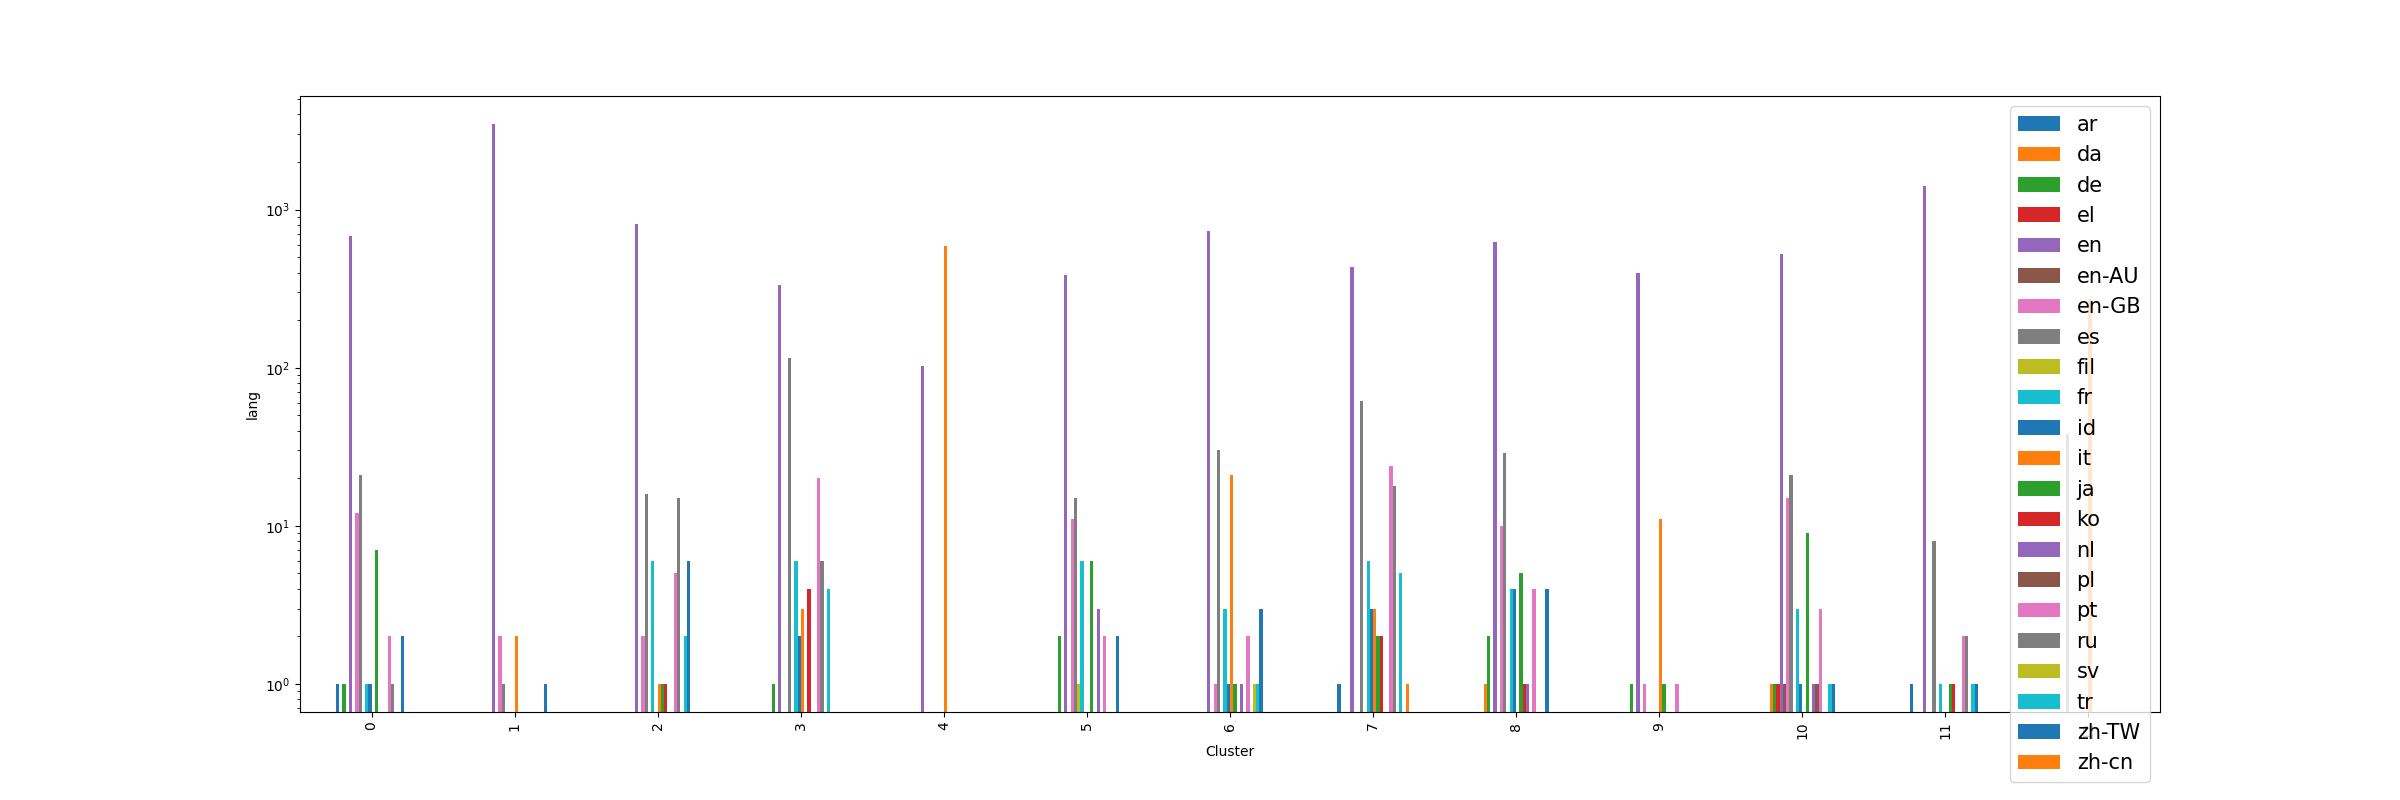 10³
10²
10¹
10⁰
lang
0
1
2
3
4
5
6
7
8
9
10
11
Cluster
ar
da
de
el
en
en-AU
en-GB
es
fil
fr
id
it
ja
ko
nl
pl
pt
ru
sv
tr
zh-TW
zh-cn